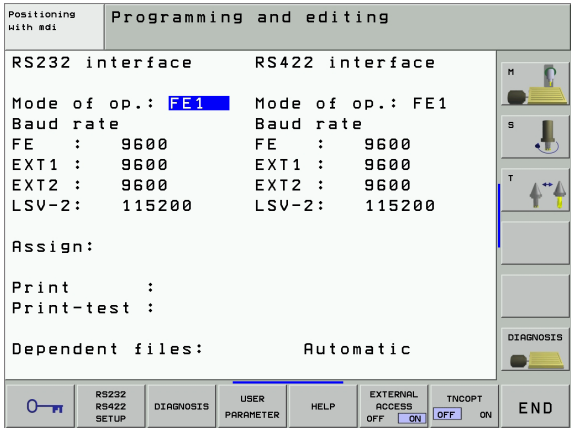 Positioning
with mdi
Programming and editing
RS232 interface RS422 interface
Mode of op.: FE1 Mode of op.: FE1
Baud rate Baud rate
FE : 9600 FE : 9600
EXT1 : 9600 EXT1 : 9600
EXT2 : 9600 EXT2 : 9600
LSV-2: 115200 LSV-2: 115200
Assign:
Print :
Print-test :
Dependent files: Automatic
M
S
T
DIAGNOSIS
RS232
RS422
SETUP
DIAGNOSIS
USER
PARAMETER
HELP
EXTERNAL
ACCESS
OFF ON
TNCOPT
OFF ON
END